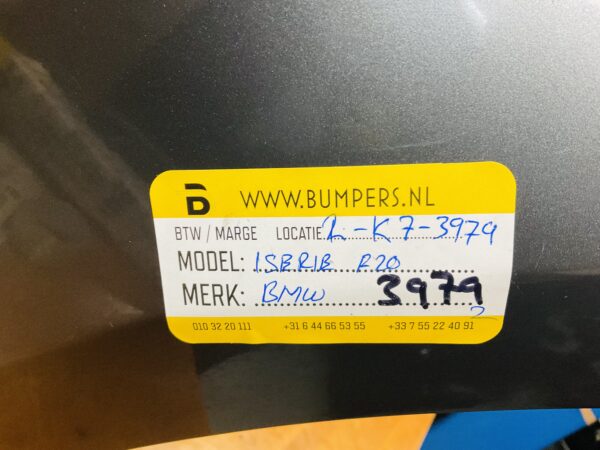 B WWW.BUMPERS.NL
BTW / MARGE LOCATIE: 2-K7-3979
MODEL: 1SERIE F20
MERK: BMW 3979
2
010 32 20 111 +31 6 44 66 53 55 +33 7 55 22 40 91